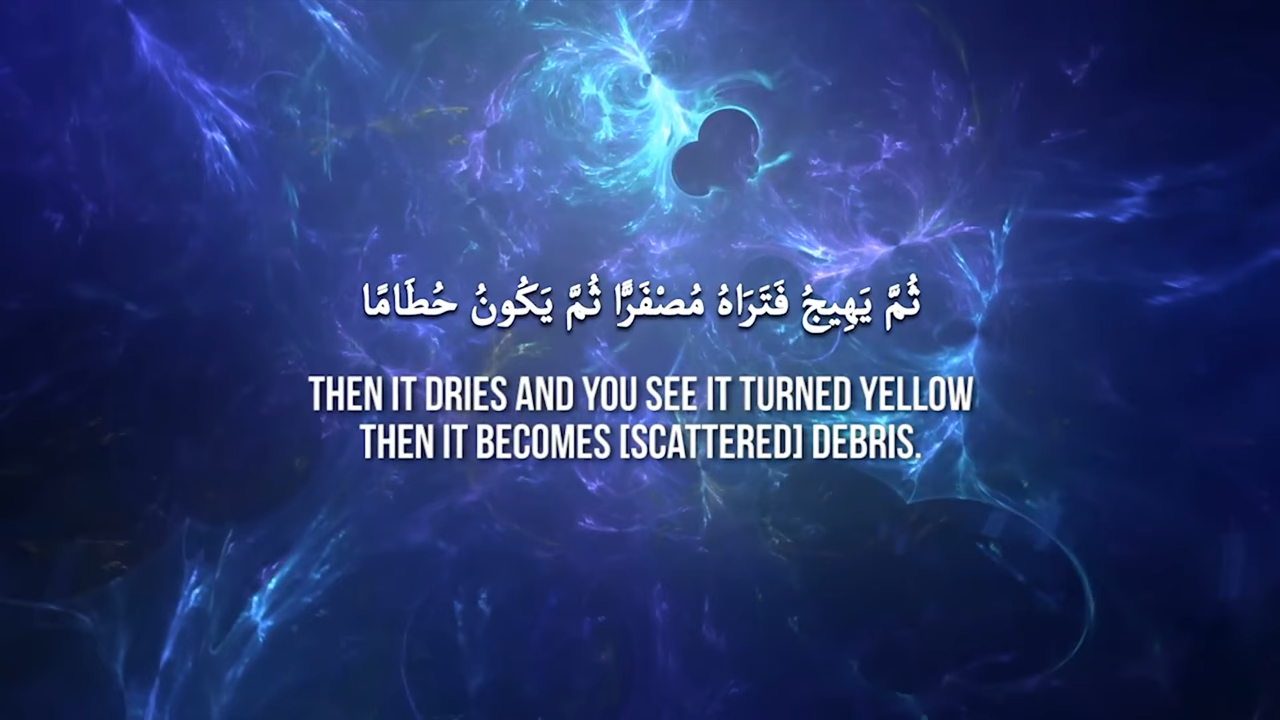 ثُمَّ يَهِيجُ فَتَرَاهُ مُصْفَرًّا ثُمَّ يَكُونُ حُطَامًا
THEN IT DRIES AND YOU SEE IT TURNED YELLOW
THEN IT BECOMES [SCATTERED] DEBRIS.